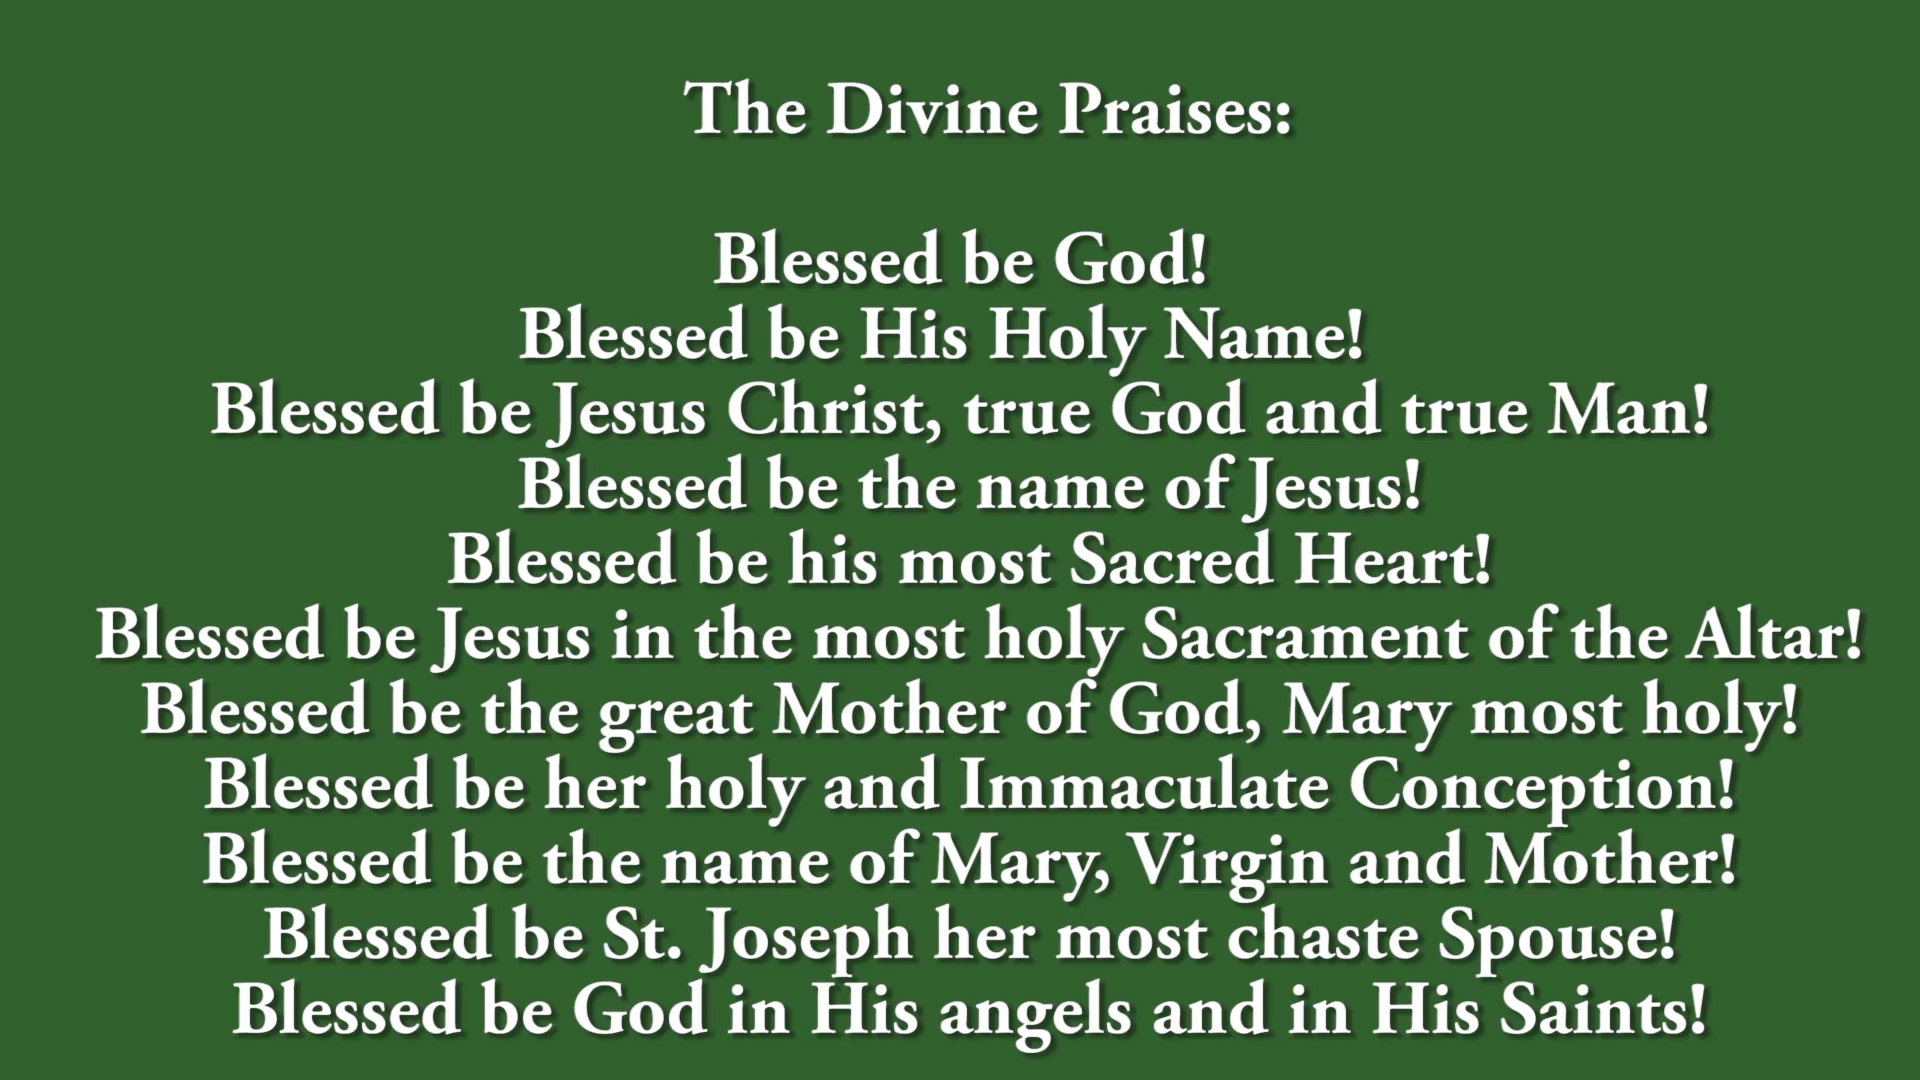 The Divine Praises:
Blessed be God!
Blessed be His Holy Name!
Blessed be Jesus Christ, true God and true Man!
Blessed be the name of Jesus!
Blessed be his most Sacred Heart!
Blessed be Jesus in the most holy Sacrament of the Altar!
Blessed be the great Mother of God, Mary most holy!
Blessed be her holy and Immaculate Conception!
Blessed be the name of Mary, Virgin and Mother!
Blessed be St. Joseph her most chaste Spouse!
Blessed be God in His angels and in His Saints!